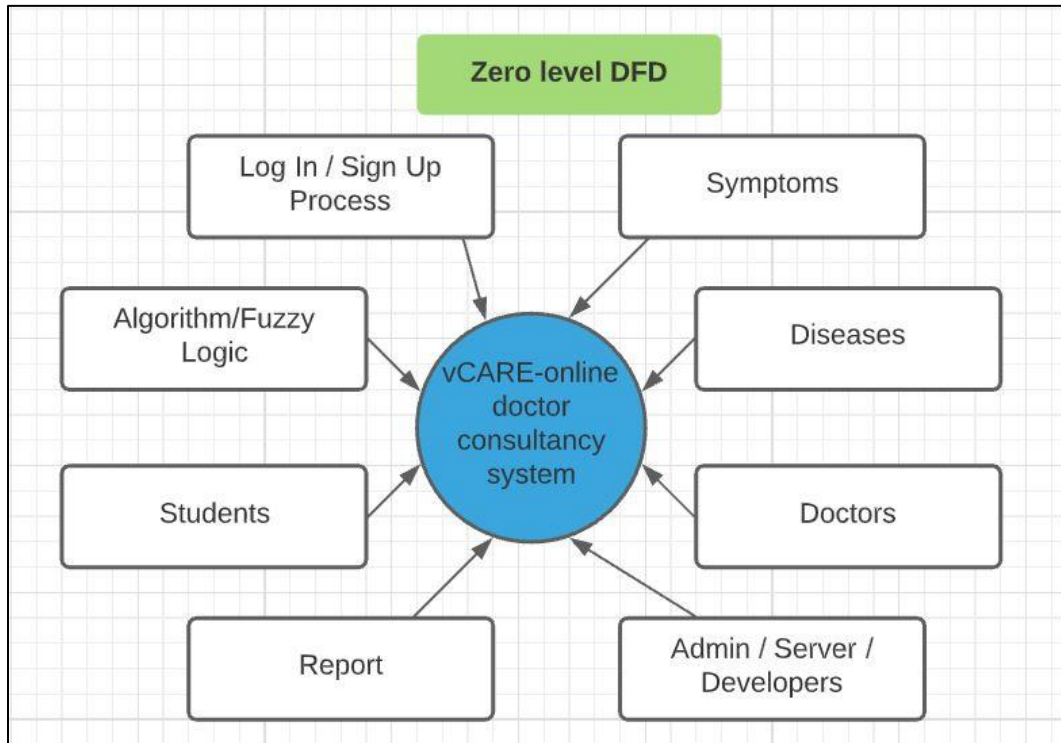 Zero level DFD
Log In / Sign Up
Process
Symptoms
Algorithm/Fuzzy
Logic
Diseases
vCARE-online
doctor
consultancy
system
Students
Doctors
Report
Admin / Server /
Developers